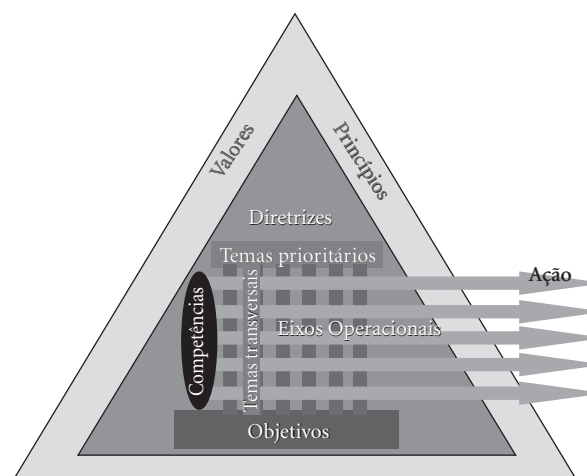 Valores
Princípios
Diretrizes
Temas prioritários
Ação
Competências
Temas transversais
Eixos Operacionais
Objetivos